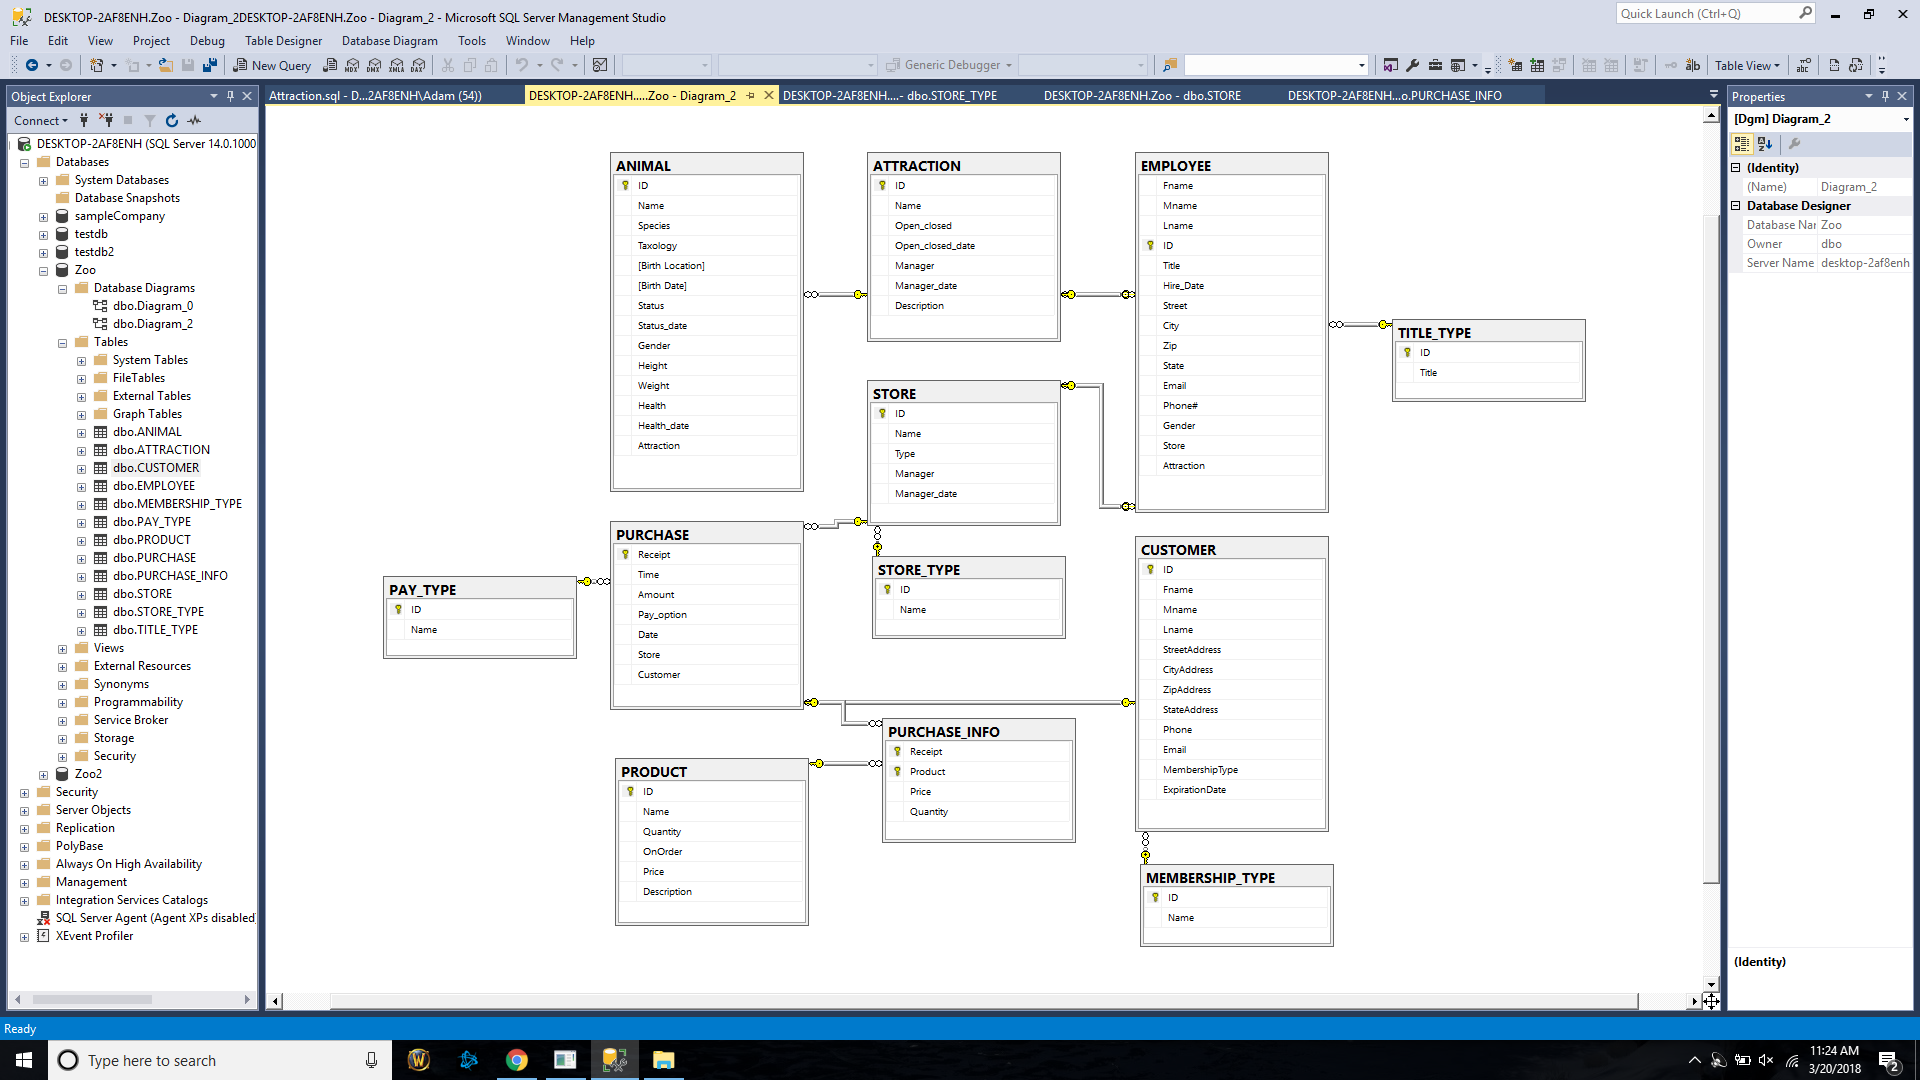 DESKTOP-2AF8ENH.Zoo - Diagram_2DESKTOP-2AF8ENH.Zoo - Diagram_2 - Microsoft SQL Server Management Studio
Quick Launch (Ctrl+Q)
File Edit View Project Debug Table Designer Database Diagram Tools Window Help
New Query MDX DMX XMLA DAX Generic Debugger Table View
Object Explorer
Attraction.sql - D...2AF8ENH\Adam (54)) DESKTOP-2AF8ENH.....Zoo - Diagram_2 DESKTOP-2AF8ENH....- dbo.STORE_TYPE DESKTOP-2AF8ENH.Zoo - dbo.STORE DESKTOP-2AF8ENH...o.PURCHASE_INFO
Connect
DESKTOP-2AF8ENH (SQL Server 14.0.1000
Databases
System Databases
Database Snapshots
sampleCompany
testdb
testdb2
Zoo
Database Diagrams
dbo.Diagram_0
dbo.Diagram_2
Tables
System Tables
FileTables
External Tables
Graph Tables
dbo.ANIMAL
dbo.ATTRACTION
dbo.CUSTOMER
dbo.EMPLOYEE
dbo.MEMBERSHIP_TYPE
dbo.PAY_TYPE
dbo.PRODUCT
dbo.PURCHASE
dbo.PURCHASE_INFO
dbo.STORE
dbo.STORE_TYPE
dbo.TITLE_TYPE
Views
External Resources
Synonyms
Programmability
Service Broker
Storage
Security
Zoo2
Security
Server Objects
Replication
PolyBase
Always On High Availability
Management
Integration Services Catalogs
SQL Server Agent (Agent XPs disabled
XEvent Profiler
ANIMAL
ID
Name
Species
Taxology
[Birth Location]
[Birth Date]
Status
Status_date
Gender
Height
Weight
Health
Health_date
Attraction
ATTRACTION
ID
Name
Open_closed
Open_closed_date
Manager
Manager_date
Description
EMPLOYEE
Fname
Mname
Lname
ID
Title
Hire_Date
Street
City
Zip
State
Email
Phone#
Gender
Store
Attraction
TITLE_TYPE
ID
Title
STORE
ID
Name
Type
Manager
Manager_date
PURCHASE
Receipt
Time
Amount
Pay_option
Date
Store
Customer
PAY_TYPE
ID
Name
STORE_TYPE
ID
Name
CUSTOMER
ID
Fname
Mname
Lname
StreetAddress
CityAddress
ZipAddress
StateAddress
Phone
Email
MembershipType
ExpirationDate
PURCHASE_INFO
Receipt
Product
Price
Quantity
PRODUCT
ID
Name
Quantity
OnOrder
Price
Description
MEMBERSHIP_TYPE
ID
Name
Properties
[Dgm] Diagram_2
(Identity)
(Name) Diagram_2
Database Designer
Database Nar Zoo
Owner dbo
Server Name desktop-2af8enh
(Identity)
Ready
Type here to search
11:24 AM
3/20/2018
2